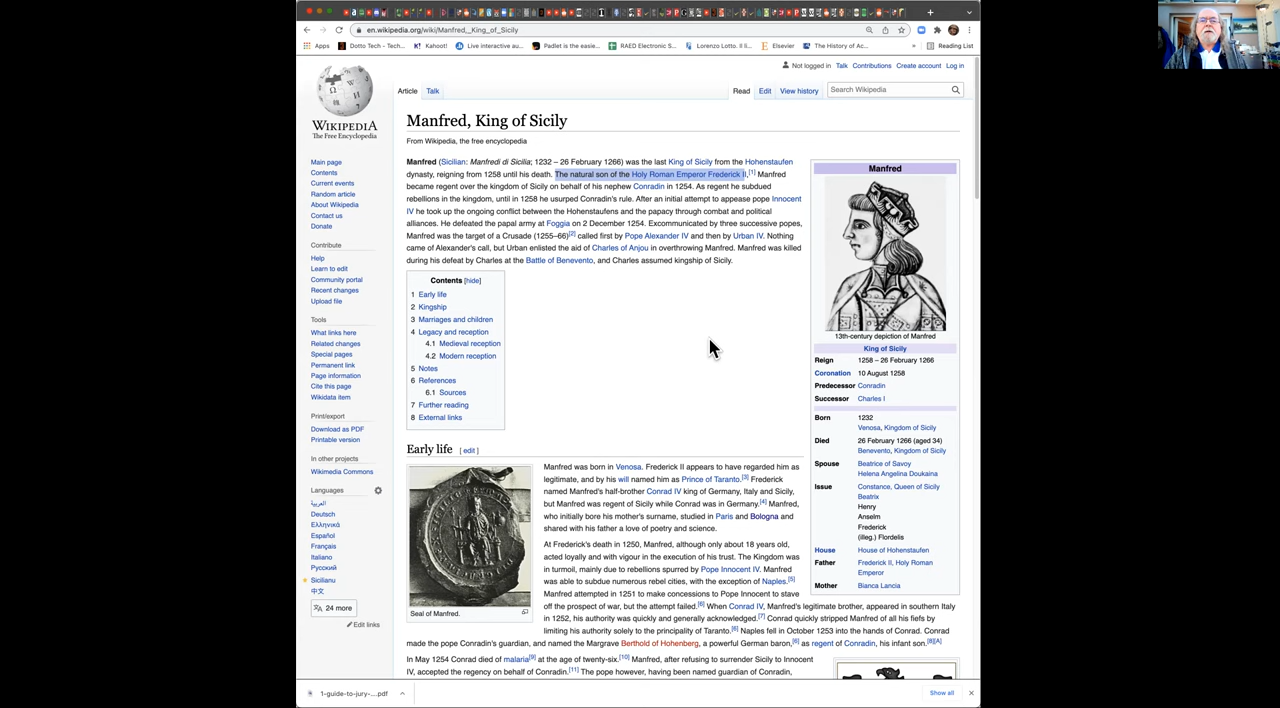 en.wikipedia.org/wiki/Manfred,_King_of_Sicily
Apps
Dotto Tech - Tech...
Kahoot!
Live interactive au...
Padlet is the easie...
RAED Electronic S...
Lorenzo Lotto. Il li...
Elsevier
The History of Ac...
»
Reading List
Not logged in Talk Contributions Create account Log in
Article Talk
Read Edit View history Search Wikipedia
WIKIPEDIA
The Free Encyclopedia
Main page
Contents
Current events
Random article
About Wikipedia
Contact us
Donate
Contribute
Help
Learn to edit
Community portal
Recent changes
Upload file
Tools
What links here
Related changes
Special pages
Permanent link
Page information
Cite this page
Wikidata item
Print/export
Download as PDF
Printable version
In other projects
Wikimedia Commons
Languages
العربية
Deutsch
Ελληνικά
Español
Français
Italiano
Русский
Sicilianu
中文
24 more
Edit links
Manfred, King of Sicily
From Wikipedia, the free encyclopedia
Manfred (Sicilian: Manfredi di Sicilia; 1232 – 26 February 1266) was the last King of Sicily from the Hohenstaufen
dynasty, reigning from 1258 until his death. The natural son of the Holy Roman Emperor Frederick II,[1] Manfred
became regent over the kingdom of Sicily on behalf of his nephew Conradin in 1254. As regent he subdued
rebellions in the kingdom, until in 1258 he usurped Conradin's rule. After an initial attempt to appease pope Innocent
IV he took up the ongoing conflict between the Hohenstaufens and the papacy through combat and political
alliances. He defeated the papal army at Foggia on 2 December 1254. Excommunicated by three successive popes,
Manfred was the target of a Crusade (1255–66)[2] called first by Pope Alexander IV and then by Urban IV. Nothing
came of Alexander's call, but Urban enlisted the aid of Charles of Anjou in overthrowing Manfred. Manfred was killed
during his defeat by Charles at the Battle of Benevento, and Charles assumed kingship of Sicily.
Contents [hide]
1 Early life
2 Kingship
3 Marriages and children
4 Legacy and reception
4.1 Medieval reception
4.2 Modern reception
5 Notes
6 References
6.1 Sources
7 Further reading
8 External links
Manfred
13th-century depiction of Manfred
King of Sicily
Reign 1258 – 26 February 1266
Coronation 10 August 1258
Predecessor Conradin
Successor Charles I
Born 1232
Venosa, Kingdom of Sicily
Died 26 February 1266 (aged 34)
Benevento, Kingdom of Sicily
Spouse Beatrice of Savoy
Helena Angelina Doukaina
Issue Constance, Queen of Sicily
Beatrix
Henry
Anselm
Frederick
(illeg.) Flordelis
House House of Hohenstaufen
Father Frederick II, Holy Roman
Emperor
Mother Bianca Lancia
Early life [ edit ]
Seal of Manfred.
Manfred was born in Venosa. Frederick II appears to have regarded him as
legitimate, and by his will named him as Prince of Taranto.[3] Frederick
named Manfred's half-brother Conrad IV king of Germany, Italy and Sicily,
but Manfred was regent of Sicily while Conrad was in Germany.[4] Manfred,
who initially bore his mother's surname, studied in Paris and Bologna and
shared with his father a love of poetry and science.
At Frederick's death in 1250, Manfred, although only about 18 years old,
acted loyally and with vigour in the execution of his trust. The Kingdom was
in turmoil, mainly due to rebellions spurred by Pope Innocent IV. Manfred
was able to subdue numerous rebel cities, with the exception of Naples.[5]
Manfred attempted in 1251 to make concessions to Pope Innocent to stave
off the prospect of war, but the attempt failed.[6] When Conrad IV, Manfred's legitimate brother, appeared in southern Italy
in 1252, his authority was quickly and generally acknowledged.[7] Conrad quickly stripped Manfred of all his fiefs by
limiting his authority solely to the principality of Taranto.[8] Naples fell in October 1253 into the hands of Conrad. Conrad
made the pope Conradin's guardian, and named the Margrave Berthold of Hohenberg, a powerful German baron,[6] as regent of Conradin, his infant son.[8][A]
In May 1254 Conrad died of malaria[9] at the age of twenty-six.[10] Manfred, after refusing to surrender Sicily to Innocent
IV, accepted the regency on behalf of Conradin.[11] The pope however, having been named guardian of Conradin,
1-guide-to-jury-....pdf
Show all